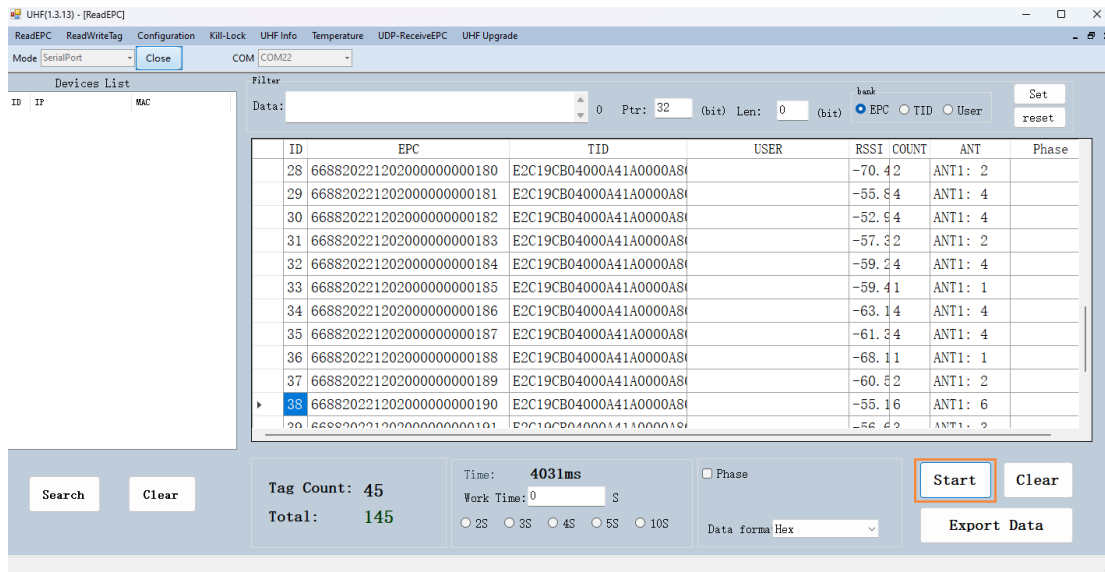 UHF(1.3.13) - [ReadEPC]
ReadEPC ReadWriteTag Configuration Kill-Lock UHF Info Temperature UDP-ReceiveEPC UHF Upgrade
Mode SerialPort Close COM COM22
Devices List
ID IP MAC
Filter
Data: 0 Ptr: 32 (bit) Len: 0 (bit)
bank
EPC TID User
Set
reset
ID EPC TID USER RSSI COUNT ANT Phase
28 668820221202000000000180 E2C19CB04000A41A0000A8 -70.4 2 ANT1: 2
29 668820221202000000000181 E2C19CB04000A41A0000A8 -55.8 4 ANT1: 4
30 668820221202000000000182 E2C19CB04000A41A0000A8 -52.9 4 ANT1: 4
31 668820221202000000000183 E2C19CB04000A41A0000A8 -57.3 2 ANT1: 2
32 668820221202000000000184 E2C19CB04000A41A0000A8 -59.2 4 ANT1: 4
33 668820221202000000000185 E2C19CB04000A41A0000A8 -59.4 1 ANT1: 1
34 668820221202000000000186 E2C19CB04000A41A0000A8 -63.1 4 ANT1: 4
35 668820221202000000000187 E2C19CB04000A41A0000A8 -61.3 4 ANT1: 4
36 668820221202000000000188 E2C19CB04000A41A0000A8 -68.1 1 ANT1: 1
37 668820221202000000000189 E2C19CB04000A41A0000A8 -60.5 2 ANT1: 2
38 668820221202000000000190 E2C19CB04000A41A0000A8 -55.1 6 ANT1: 6
Search Clear
Tag Count: 45
Total: 145
Time: 4031ms
Work Time: 0 S
2S 3S 4S 5S 10S
Phase
Data forma Hex
Start Clear
Export Data